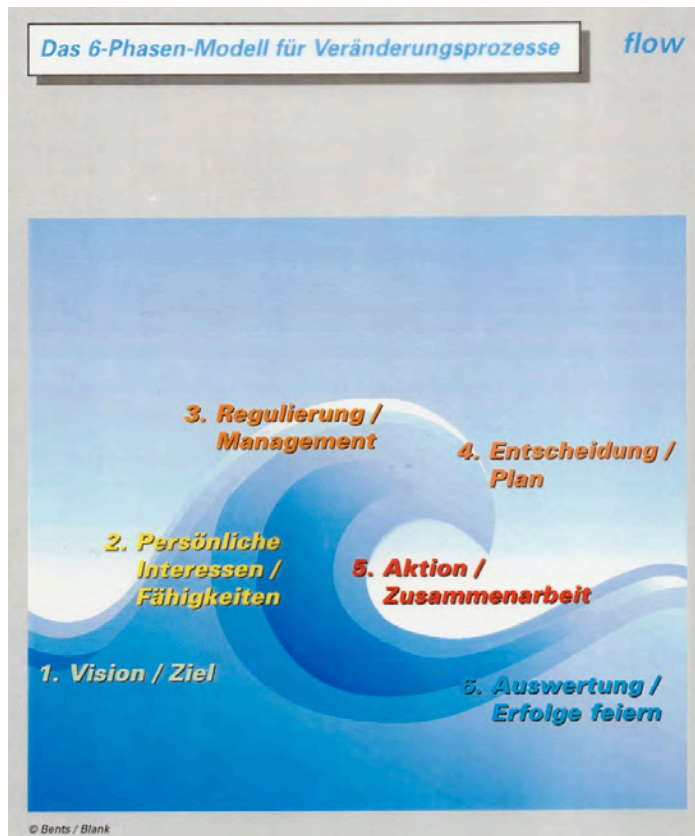 Das 6-Phasen-Modell für Veränderungsprozesse
flow
3. Regulierung /
Management
4. Entscheidung /
Plan
2. Persönliche
Interessen /
Fähigkeiten
5. Aktion /
Zusammenarbeit
1. Vision / Ziel
6. Auswertung /
Erfolge feiern
© Bents / Blank